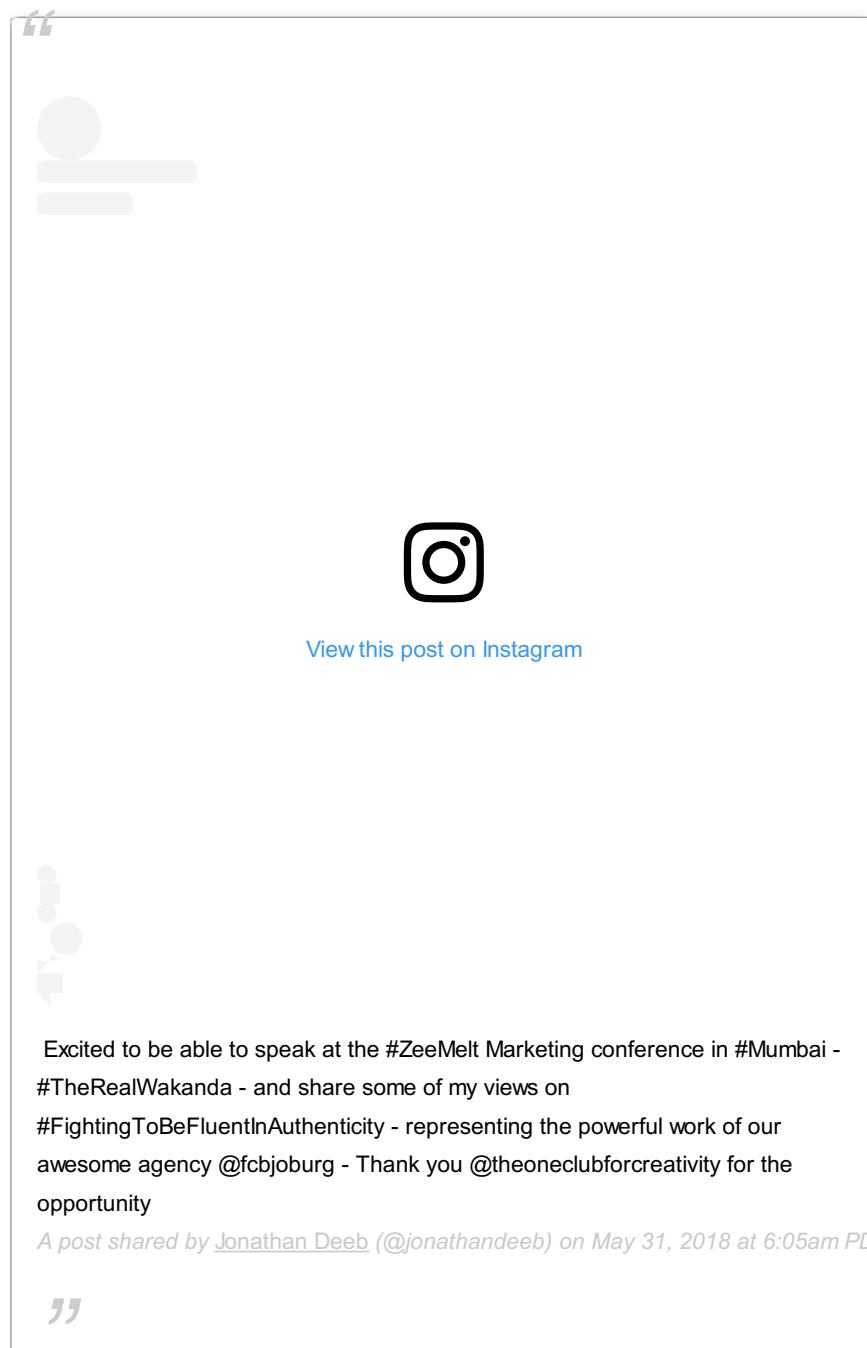 “
View this post on Instagram
Excited to be able to speak at the #ZeeMelt Marketing conference in #Mumbai -
#TheRealWakanda - and share some of my views on
#FightingToBeFluentInAuthenticity - representing the powerful work of our
awesome agency @fcbjoburg - Thank you @theoneclubforcreativity for the
opportunity
A post shared by Jonathan Deeb (@jonathandeeb) on May 31, 2018 at 6:05am PD
”